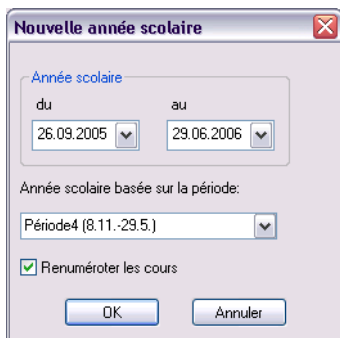 Nouvelle année scolaire
Année scolaire
du au
26.09.2005 29.06.2006
Année scolaire basée sur la période:
Période4 (8.11.-29.5.)
Renuméroter les cours
OK Annuler